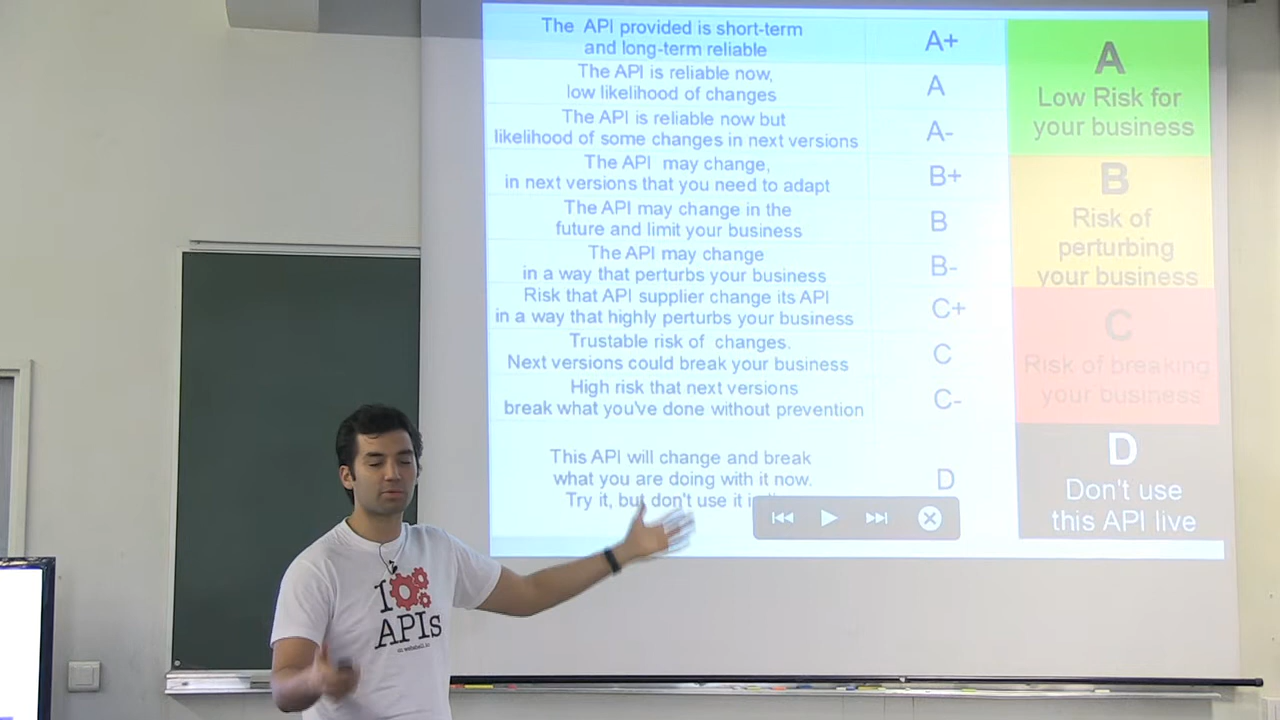 The API provided is short-term
and long-term reliable
A+
The API is reliable now,
low likelihood of changes
A
The API is reliable now but
likelihood of some changes in next versions
A-
The API may change,
in next versions that you need to adapt
B+
The API may change in the
future and limit your business
B
The API may change
in a way that perturbs your business
B-
Risk that API supplier change its API
in a way that highly perturbs your business
C+
Trustable risk of changes.
Next versions could break your business
C
High risk that next versions
break what you've done without prevention
C-
This API will change and break
what you are doing with it now.
Try it, but don't use it
D
A
Low Risk for
your business
B
Risk of
perturbing
your business
C
Risk of breaking
your business
D
Don't use
this API live
I
APIs